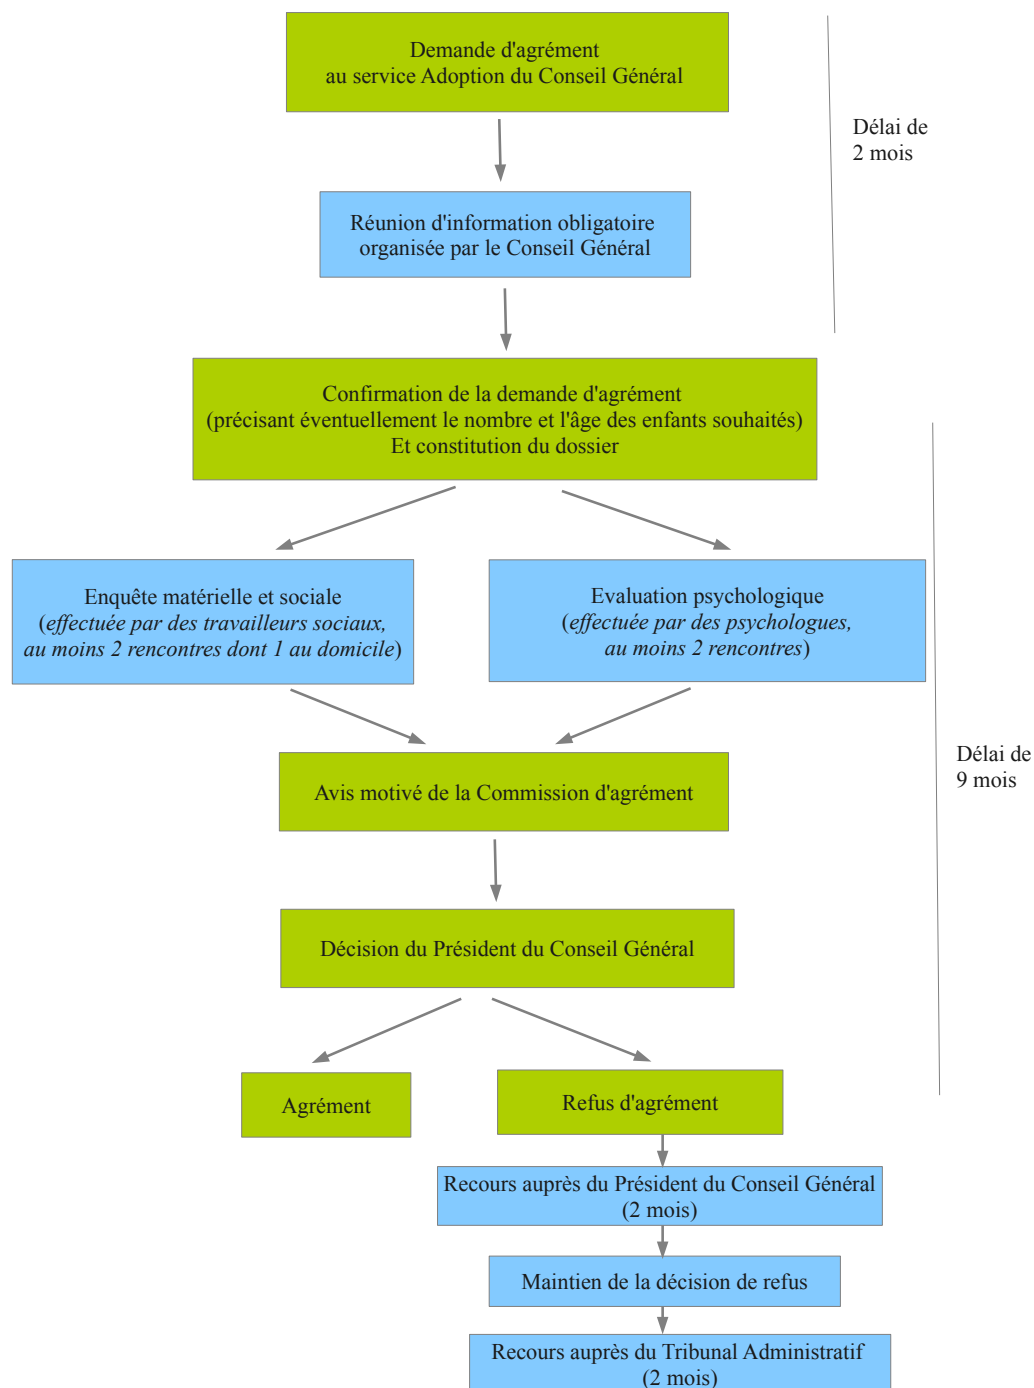 Demande d'agrément
au service Adoption du Conseil Général
Délai de
2 mois
Réunion d'information obligatoire
organisée par le Conseil Général
Confirmation de la demande d'agrément
(précisant éventuellement le nombre et l'âge des enfants souhaités)
Et constitution du dossier
Enquête matérielle et sociale
(effectuée par des travailleurs sociaux,
au moins 2 rencontres dont 1 au domicile)
Evaluation psychologique
(effectuée par des psychologues,
au moins 2 rencontres)
Délai de
9 mois
Avis motivé de la Commission d'agrément
Décision du Président du Conseil Général
Agrément
Refus d'agrément
Recours auprès du Président du Conseil Général
(2 mois)
Maintien de la décision de refus
Recours auprès du Tribunal Administratif
(2 mois)